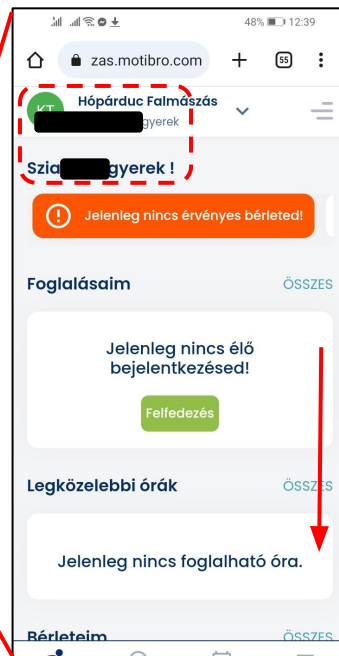 48% 12:39
zas.motibro.com 55
KT Hópárduc Falmászás
gyerek
Szia gyerek !
Jelenleg nincs érvényes bérleted!
Foglalásaim ÖSSZES
Jelenleg nincs élő
bejelentkezésed!
Felfedezés
Legközelebbi órák ÖSSZES
Jelenleg nincs foglalható óra.
Bérleteim ÖSSZES